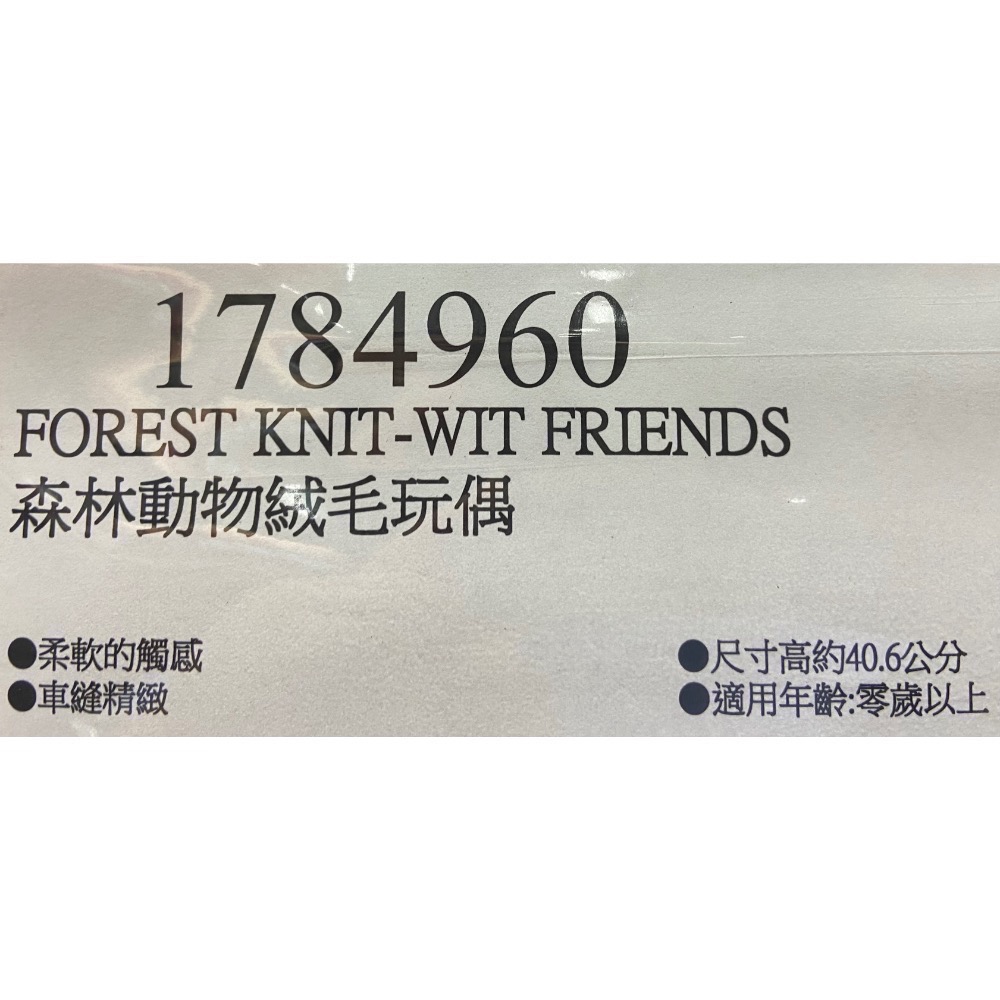 1784960
FOREST KNIT-WIT FRIENDS
森林動物絨毛玩偶
●柔軟的觸感
●車縫精緻
●尺寸高約40.6公分
●適用年齡:零歲以上